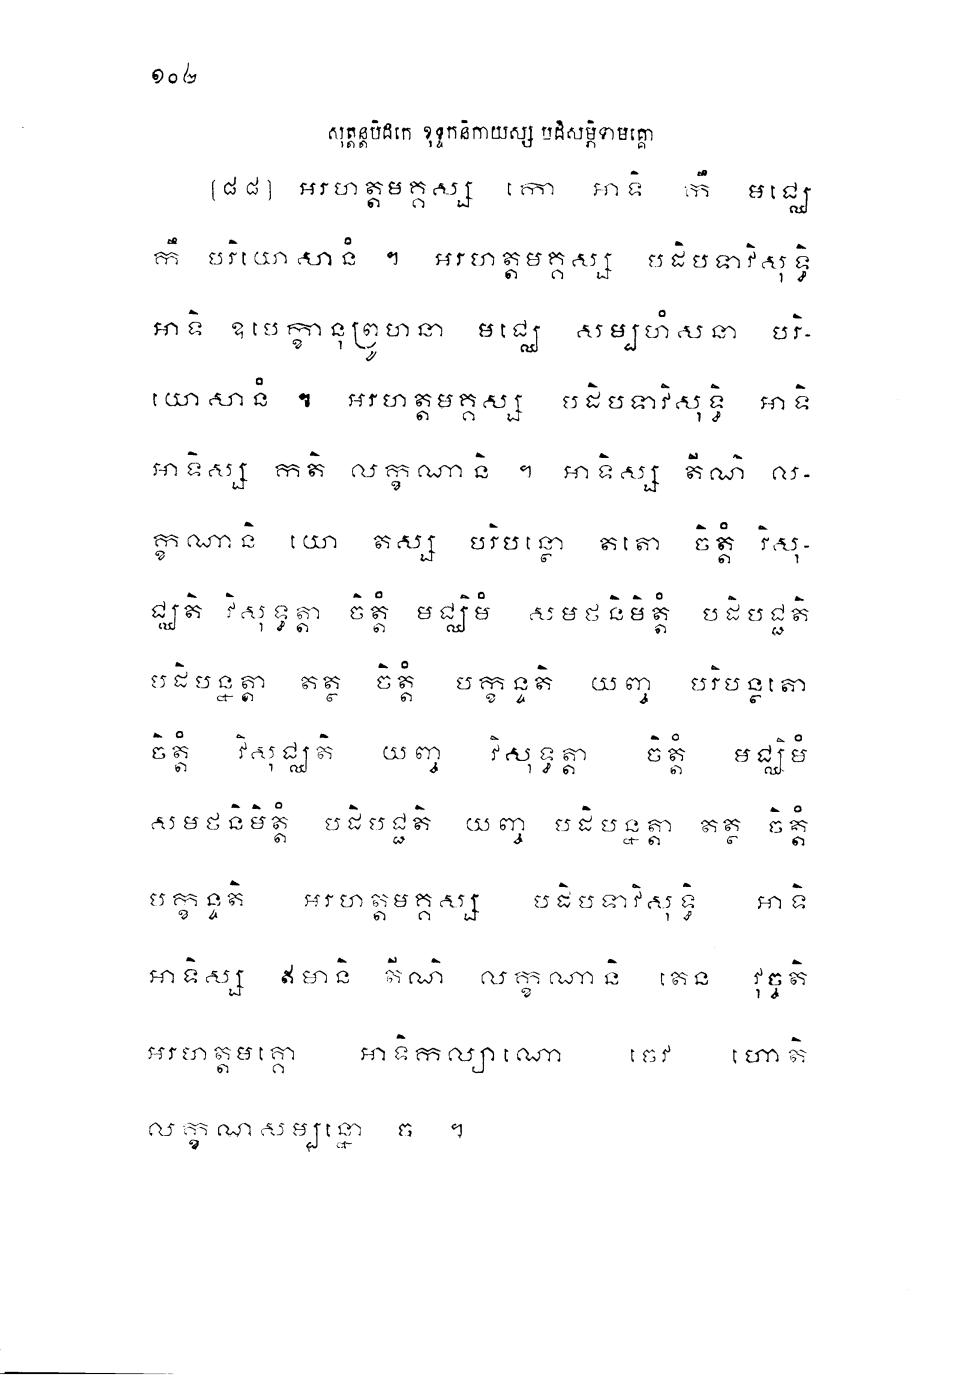 ១០៤
សុត្តន្តបិដកេ ខុទ្ទកនិកាយស្ស បដិសម្ភិទាមគ្គោ
[៨៨] អរហត្តមគ្គស្ស កោ អាទិ កឹ មជ្ឈេ
កឹ បរិយោសានំ ។ អរហត្តមគ្គស្ស បដិបទាវិសុទ្ធិ
អាទិ ឧបេក្ខានុព្រូហនា មជ្ឈេ សម្បហំសនា បរិ-
យោសានំ ។ អរហត្តមគ្គស្ស បដិបទាវិសុទ្ធិ អាទិ
អាទិស្ស កតិ លក្ខណានិ ។ អាទិស្ស តីណិ ល-
ក្ខណានិ យោ តស្ស បរិបន្ថោ តតោ ចិត្តំ វិសុ-
ជ្ឈតិ វិសុទ្ធត្តា ចិត្តំ មជ្ឈិមំ សមថនិមិត្តំ បដិបជ្ជតិ
បដិបន្នត្តា តត្ថ ចិត្តំ បក្ខន្ទតិ យញ្ច បរិបន្ថតោ
ចិត្តំ វិសុជ្ឈតិ យញ្ច វិសុទ្ធត្តា ចិត្តំ មជ្ឈិមំ
សមថនិមិត្តំ បដិបជ្ជតិ យញ្ច បដិបន្នត្តា តត្ថ ចិត្តំ
បក្ខន្ទតិ អរហត្តមគ្គស្ស បដិបទាវិសុទ្ធិ អាទិ
អាទិស្ស ឥមានិ តីណិ លក្ខណានិ តេន វុច្ចតិ
អរហត្តមគ្គោ អាទិកល្យាណោ ចេវ ហោតិ
លក្ខណសម្បន្នោ ច ។